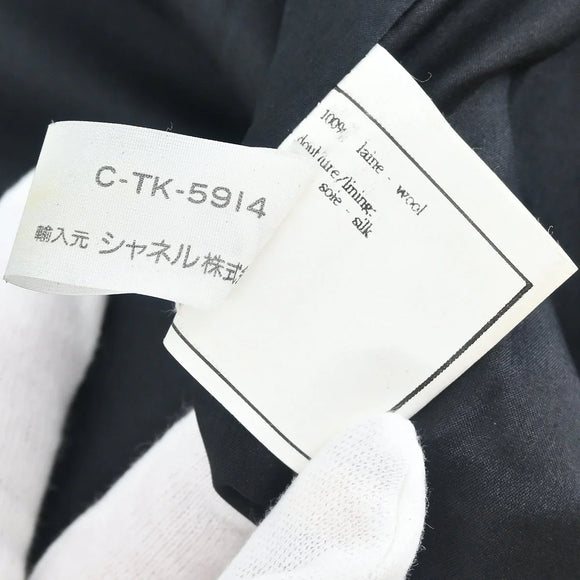 C-TK-5914
輸入元 シャネル株式
100% laine - wool
doublure/lining:
soie - silk